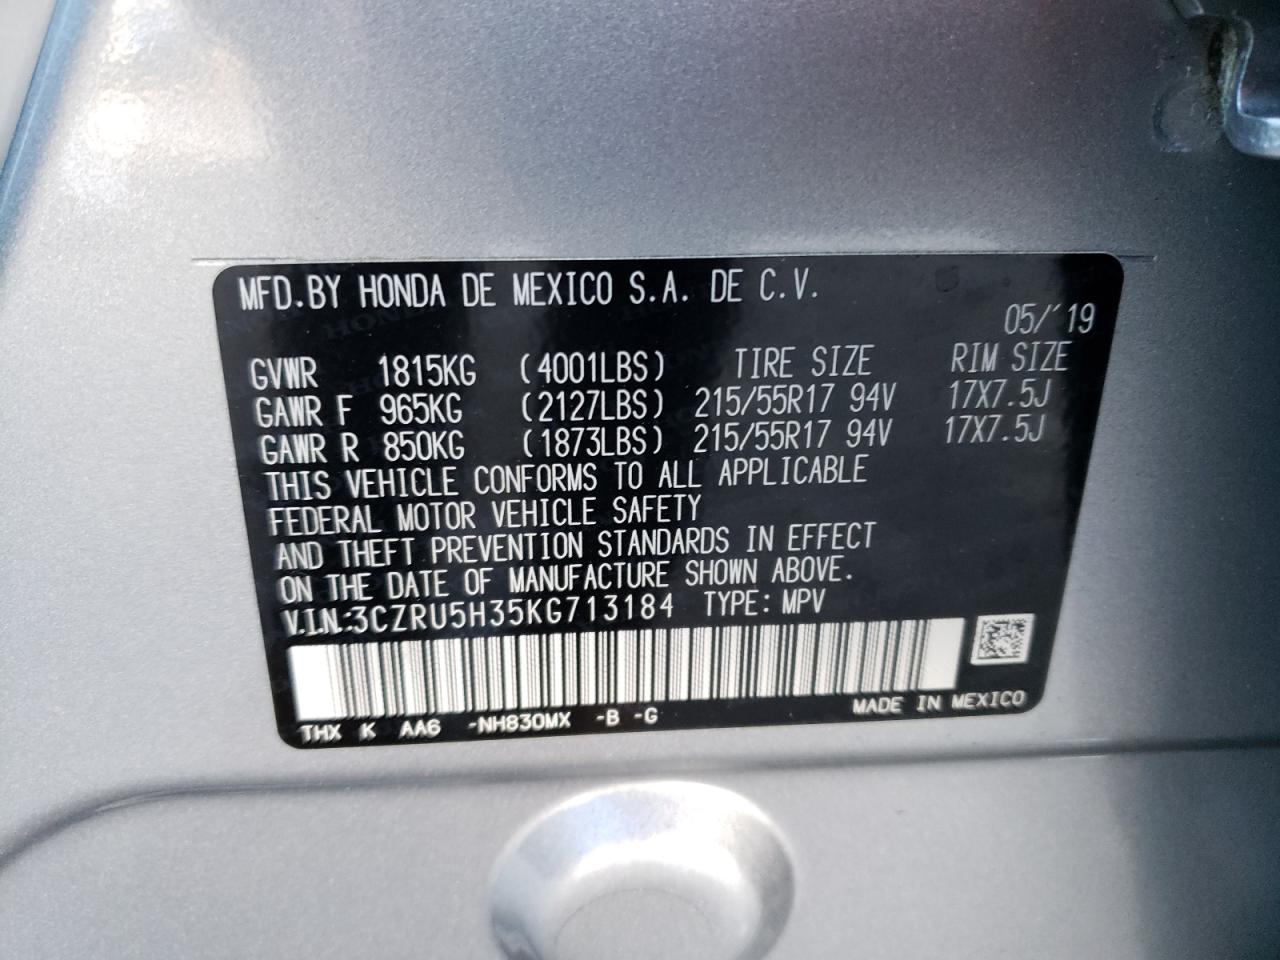 MFD.BY HONDA DE MEXICO S.A. DE C.V.
05/'19
GVWR 1815KG (4001LBS) TIRE SIZE RIM SIZE
GAWR F 965KG (2127LBS) 215/55R17 94V 17X7.5J
GAWR R 850KG (1873LBS) 215/55R17 94V 17X7.5J
THIS VEHICLE CONFORMS TO ALL APPLICABLE
FEDERAL MOTOR VEHICLE SAFETY
AND THEFT PREVENTION STANDARDS IN EFFECT
ON THE DATE OF MANUFACTURE SHOWN ABOVE.
V.I.N.:3CZRU5H35KG713184 TYPE: MPV
MADE IN MEXICO
THX K AA6 -NH830MX -B -G